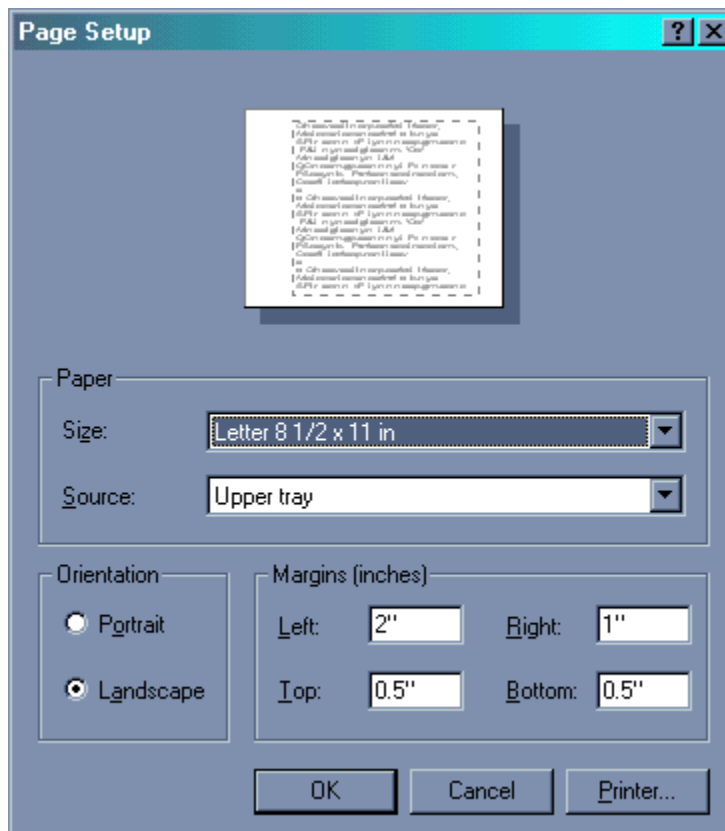 Page Setup
Paper
Size: Letter 8 1/2 x 11 in
Source: Upper tray
Orientation
Portrait
Landscape
Margins (inches)
Left: 2" Right: 1"
Top: 0.5" Bottom: 0.5"
OK Cancel Printer...